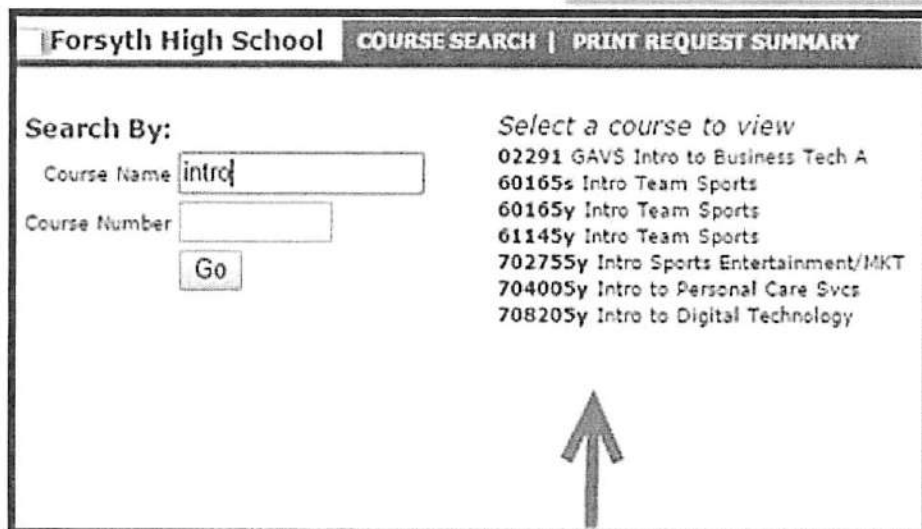 Forsyth High School COURSE SEARCH | PRINT REQUEST SUMMARY
Search By:
Course Name intro
Course Number
Go
Select a course to view
02291 GAVS Intro to Business Tech A
60165s Intro Team Sports
60165y Intro Team Sports
61145y Intro Team Sports
702755y Intro Sports Entertainment/MKT
704005y Intro to Personal Care Svcs
708205y Intro to Digital Technology